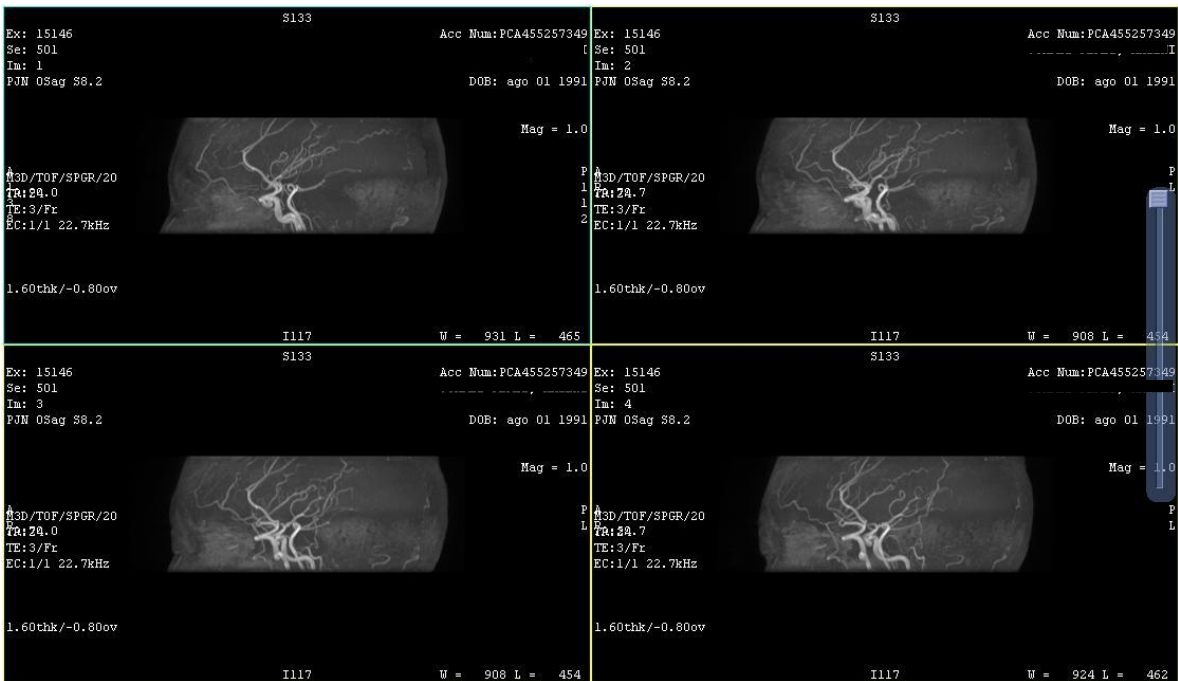 S133
Ex: 15146
Acc Num:PCA455257349
Se: 501
I
Im: 1
PJN OSag S8.2
DOB: ago 01 1991
Mag = 1.0
A
P
M3D/TOF/SPGR/20
1
1
TE:3/Fr
EC:1/1 22.7kHz
2
1.60thk/-0.80ov
I117
W = 931 L = 465
S133
Ex: 15146
Acc Num:PCA455257349
Se: 501
I
Im: 2
PJN OSag S8.2
DOB: ago 01 1991
Mag = 1.0
A
P
M3D/TOF/SPGR/20
L
TE:3/Fr
EC:1/1 22.7kHz
1.60thk/-0.80ov
I117
W = 908 L = 454
S133
Ex: 15146
Acc Num:PCA455257349
Se: 501
Im: 3
PJN OSag S8.2
DOB: ago 01 1991
Mag = 1.0
A
P
M3D/TOF/SPGR/20
L
TE:3/Fr
EC:1/1 22.7kHz
1.60thk/-0.80ov
I117
W = 908 L = 454
S133
Ex: 15146
Acc Num:PCA455257349
Se: 501
Im: 4
PJN OSag S8.2
DOB: ago 01 1991
Mag = 1.0
A
P
M3D/TOF/SPGR/20
L
TE:3/Fr
EC:1/1 22.7kHz
1.60thk/-0.80ov
I117
W = 924 L = 462